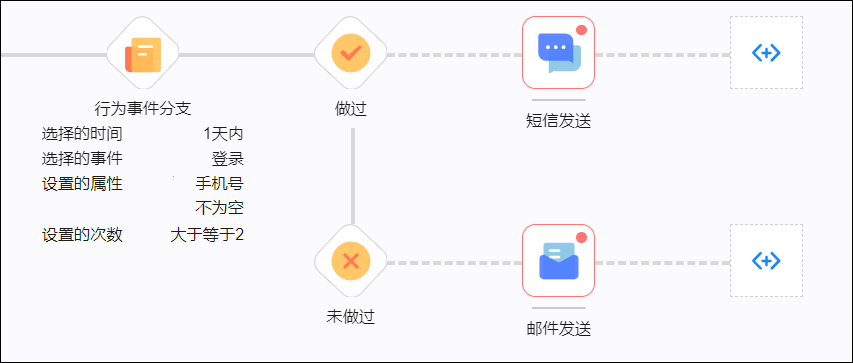 行为事件分支
做过
短信发送
选择的时间 1天内
选择的事件 登录
设置的属性 手机号
不为空
设置的次数 大于等于2
未做过
邮件发送